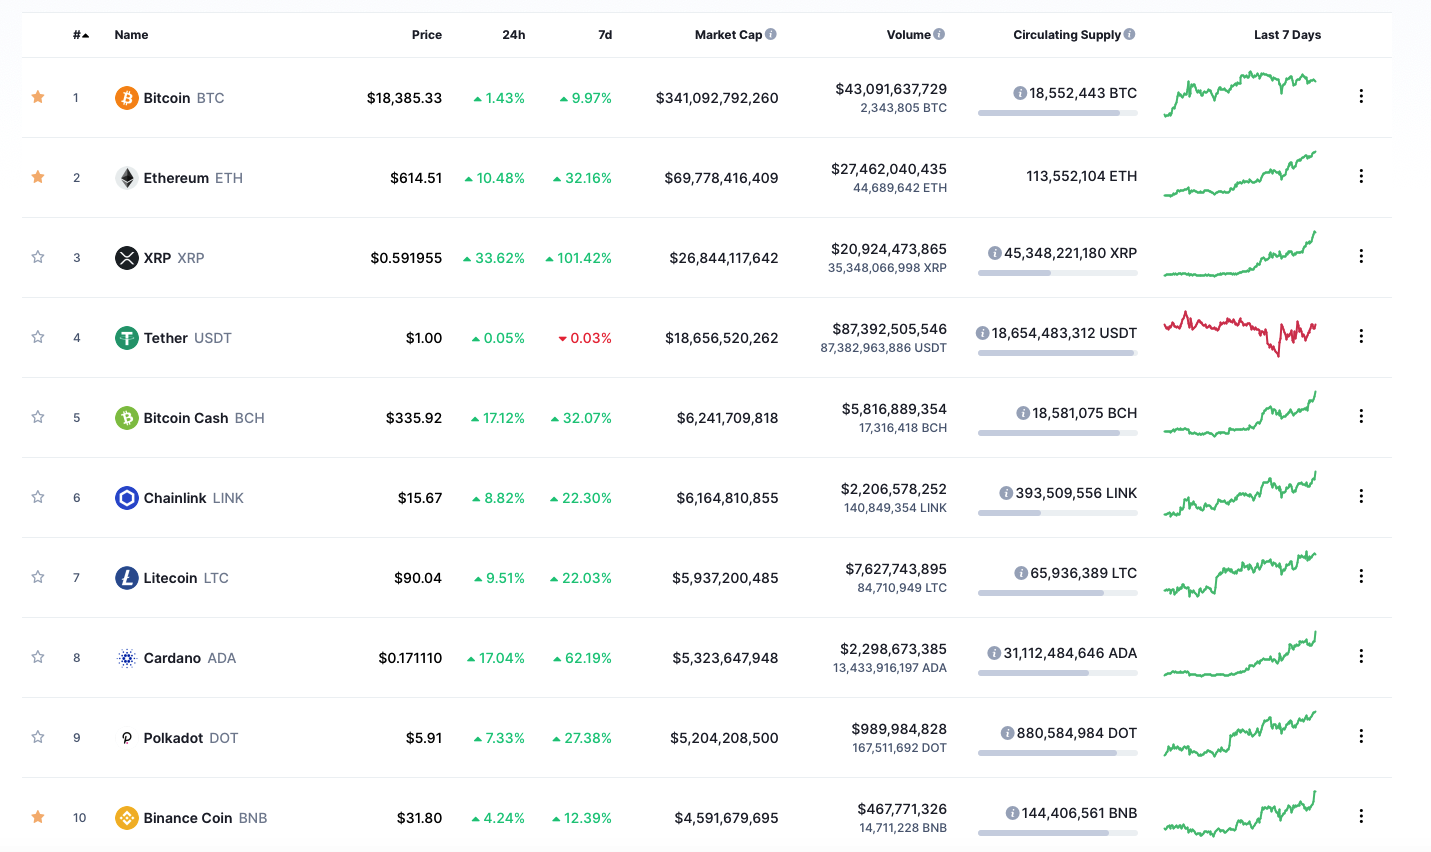 # Name Price 24h 7d Market Cap Volume Circulating Supply Last 7 Days
1 Bitcoin BTC $18,385.33 1.43% 9.97% $341,092,792,260 $43,091,637,729 18,552,443 BTC
2,343,805 BTC
2 Ethereum ETH $614.51 10.48% 32.16% $69,778,416,409 $27,462,040,435 113,552,104 ETH
44,689,642 ETH
3 XRP XRP $0.591955 33.62% 101.42% $26,844,117,642 $20,924,473,865 45,348,221,180 XRP
35,348,066,998 XRP
4 Tether USDT $1.00 0.05% 0.03% $18,656,520,262 $87,392,505,546 18,654,483,312 USDT
87,382,963,886 USDT
5 Bitcoin Cash BCH $335.92 17.12% 32.07% $6,241,709,818 $5,816,889,354 18,581,075 BCH
17,316,418 BCH
6 Chainlink LINK $15.67 8.82% 22.30% $6,164,810,855 $2,206,578,252 393,509,556 LINK
140,849,354 LINK
7 Litecoin LTC $90.04 9.51% 22.03% $5,937,200,485 $7,627,743,895 65,936,389 LTC
84,710,949 LTC
8 Cardano ADA $0.171110 17.04% 62.19% $5,323,647,948 $2,298,673,385 31,112,484,646 ADA
13,433,916,197 ADA
9 Polkadot DOT $5.91 7.33% 27.38% $5,204,208,500 $989,984,828 880,584,984 DOT
167,511,692 DOT
10 Binance Coin BNB $31.80 4.24% 12.39% $4,591,679,695 $467,771,326 144,406,561 BNB
14,711,228 BNB